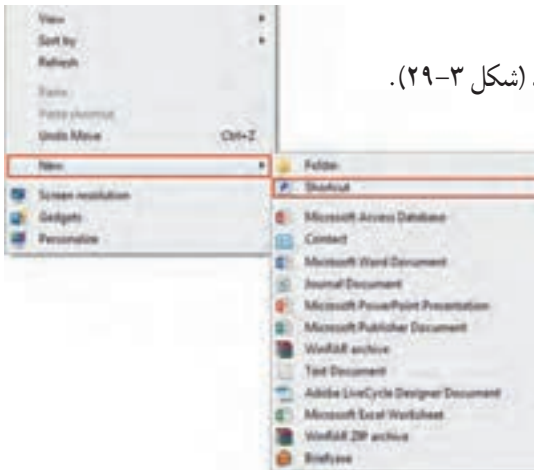 View
Sort by
Refresh
Paste
Paste shortcut
Undo Move Ctrl+Z
New
Screen resolution
Gadgets
Personalize
(شکل ۳–۲۹).
Folder
Shortcut
Microsoft Access Database
Contact
Microsoft Word Document
Journal Document
Microsoft PowerPoint Presentation
Microsoft Publisher Document
WinRAR archive
Text Document
Adobe LiveCycle Designer Document
Microsoft Excel Worksheet
WinRAR ZIP archive
Briefcase